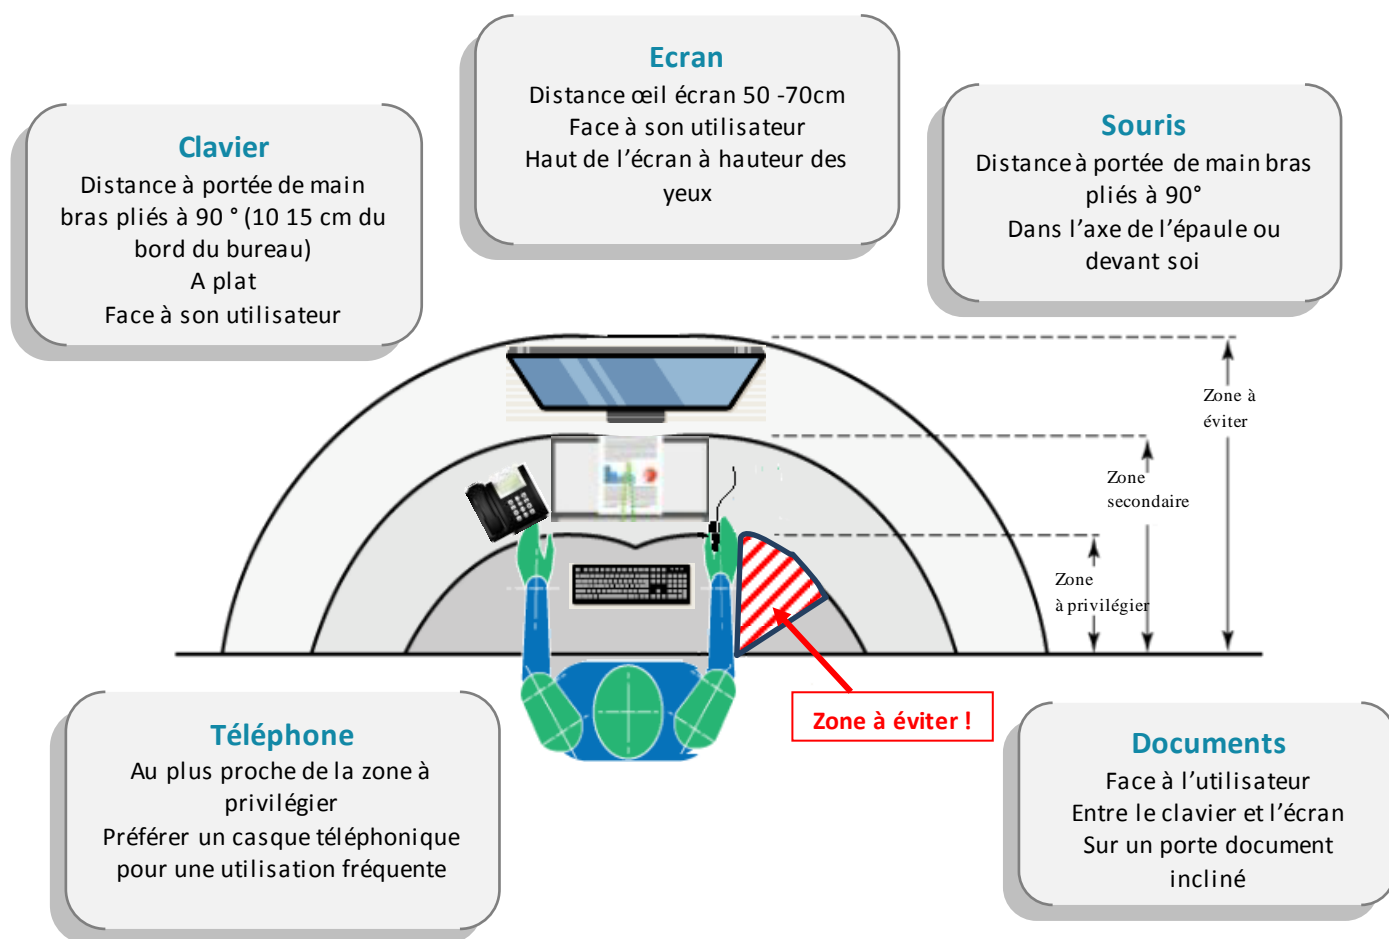 Ecran
Distance œil écran 50 -70cm
Face à son utilisateur
Haut de l'écran à hauteur des
yeux
Clavier
Distance à portée de main
bras pliés à 90 ° (10 15 cm du
bord du bureau)
A plat
Face à son utilisateur
Souris
Distance à portée de main bras
pliés à 90°
Dans l'axe de l'épaule ou
devant soi
Zone à
éviter
Zone
secondaire
Zone
à privilégier
Zone à éviter !
Téléphone
Au plus proche de la zone à
privilégier
Préférer un casque téléphonique
pour une utilisation fréquente
Documents
Face à l'utilisateur
Entre le clavier et l'écran
Sur un porte document
incliné